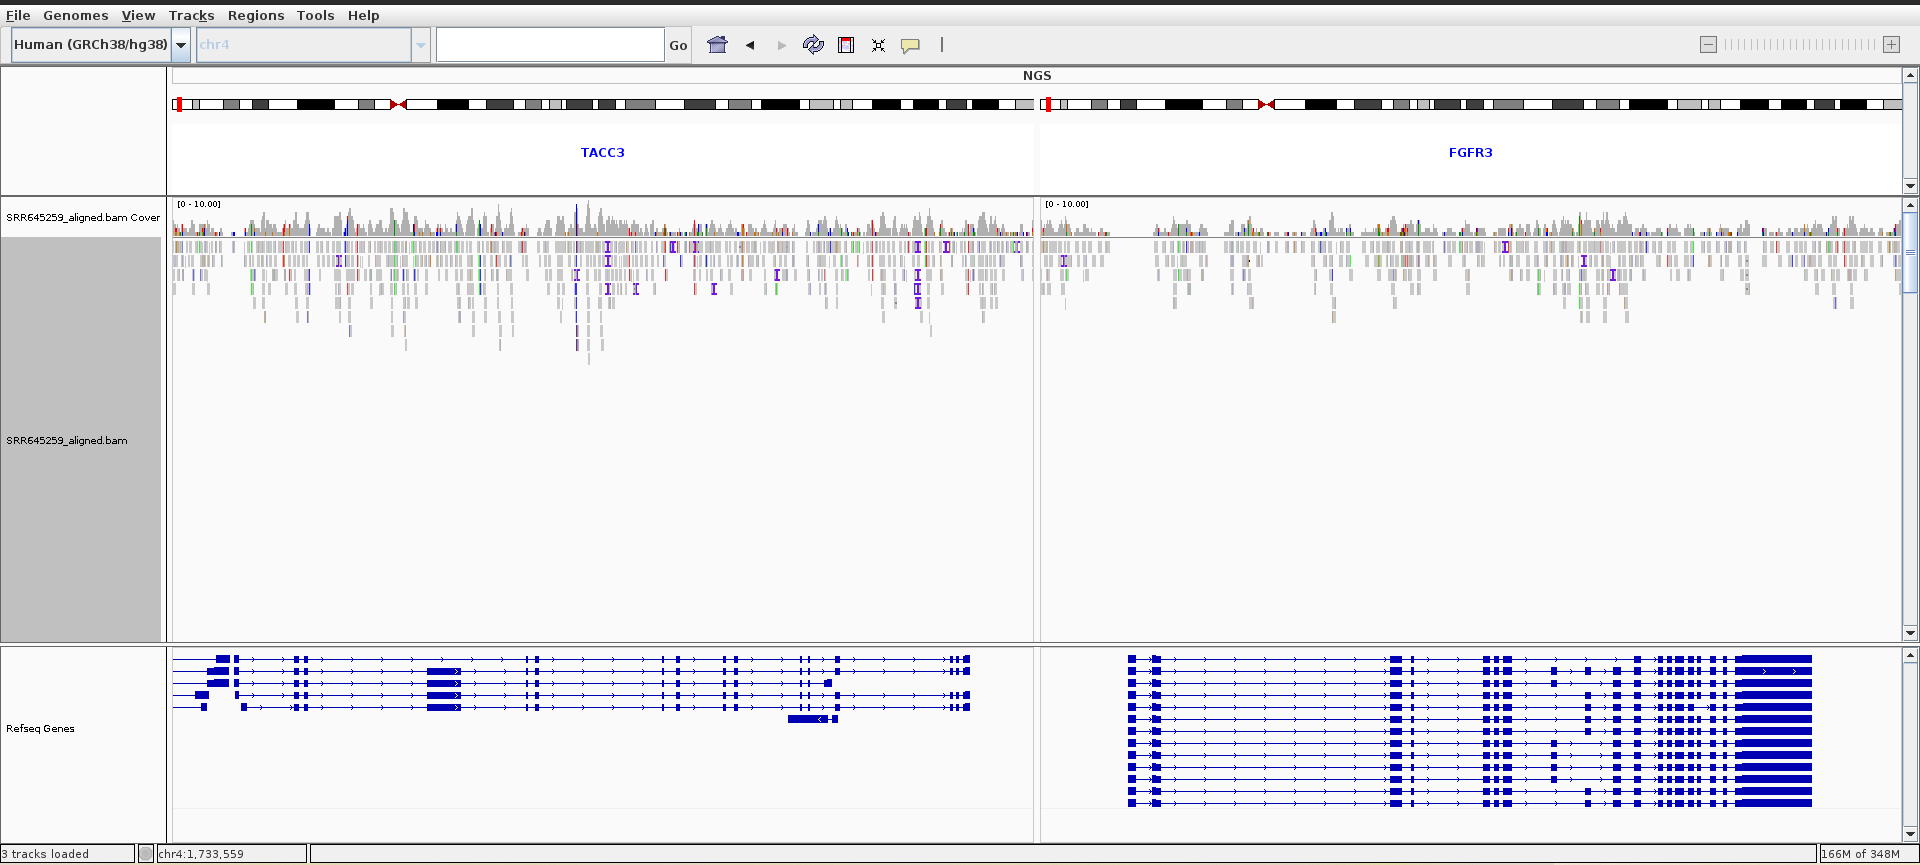 File Genomes View Tracks Regions Tools Help
Human (GRCh38/hg38) chr4 Go
NGS
TACC3 FGFR3
SRR645259_aligned.bam Cover [0 - 10.00] [0 - 10.00]
SRR645259_aligned.bam
Refseq Genes
3 tracks loaded chr4:1,733,559 166M of 348M